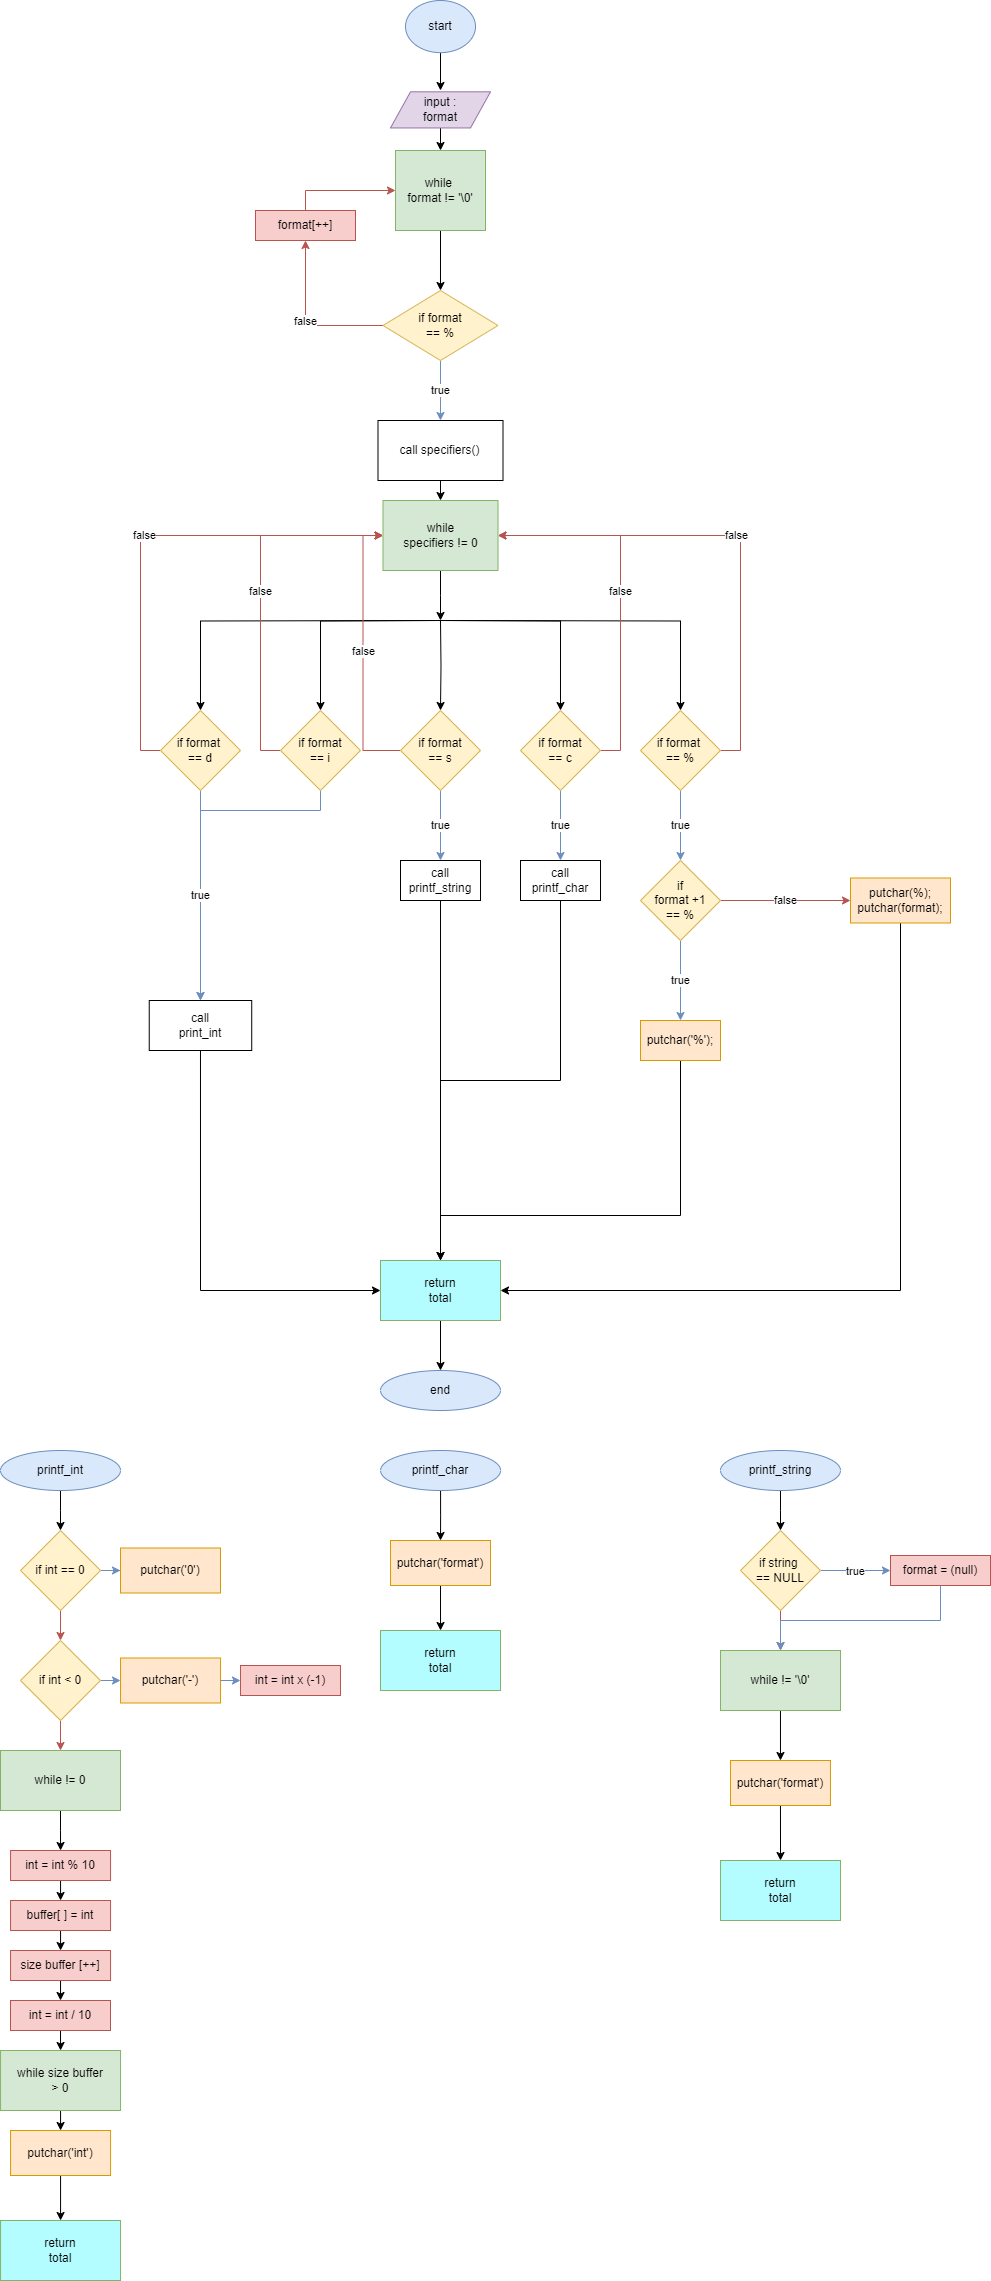 start
input :
format
while
format != '\0'
format[++]
false
if format
== %
true
call specifiers()
while
specifiers != 0
false
false
false
false
false
if format
== d
if format
== i
if format
== s
if format
== c
if format
== %
true
true
true
true
call
printf_string
call
printf_char
if
format +1
== %
false
putchar(%);
putchar(format);
true
call
print_int
putchar('%');
return
total
end
printf_int
if int == 0
putchar('0')
if int < 0
putchar('-')
int = int x (-1)
while != 0
int = int % 10
buffer[ ] = int
size buffer [++]
int = int / 10
while size buffer
> 0
putchar('int')
return
total
printf_char
putchar('format')
return
total
printf_string
if string
== NULL
true
format = (null)
while != '\0'
putchar('format')
return
total